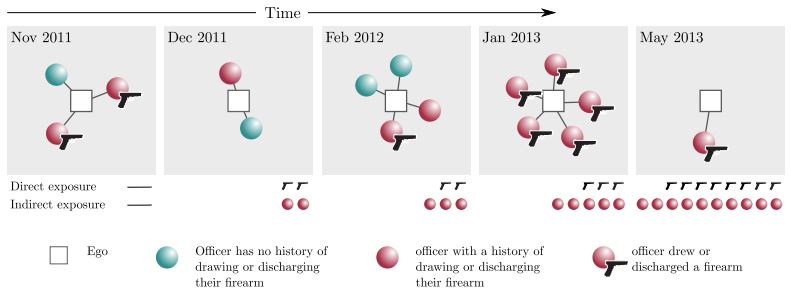 Time
Nov 2011
Dec 2011
Feb 2012
Jan 2013
May 2013
Direct exposure
Indirect exposure
Ego
Officer has no history of
drawing or discharging
their firearm
officer with a history of
drawing or discharging
their firearm
officer drew or
discharged a firearm